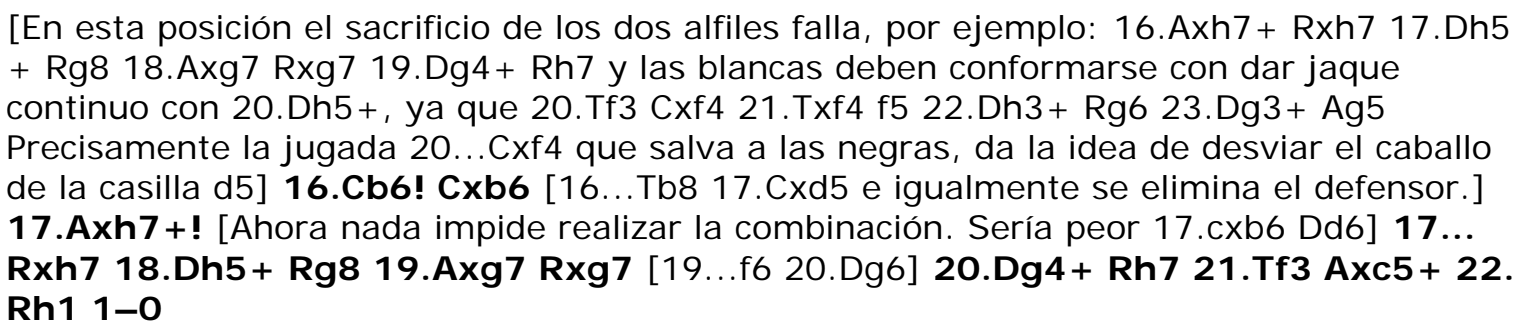 [En esta posición el sacrificio de los dos alfiles falla, por ejemplo: 16.Axh7+ Rxh7 17.Dh5
+ Rg8 18.Axg7 Rxg7 19.Dg4+ Rh7 y las blancas deben conformarse con dar jaque
continuo con 20.Dh5+, ya que 20.Tf3 Cxf4 21.Txf4 f5 22.Dh3+ Rg6 23.Dg3+ Ag5
Precisamente la jugada 20...Cxf4 que salva a las negras, da la idea de desviar el caballo
de la casilla d5] 16.Cb6! Cxb6 [16...Tb8 17.Cxd5 e igualmente se elimina el defensor.]
17.Axh7+! [Ahora nada impide realizar la combinación. Sería peor 17.cxb6 Dd6] 17...
Rxh7 18.Dh5+ Rg8 19.Axg7 Rxg7 [19...f6 20.Dg6] 20.Dg4+ Rh7 21.Tf3 Axc5+ 22.
Rh1 1–0